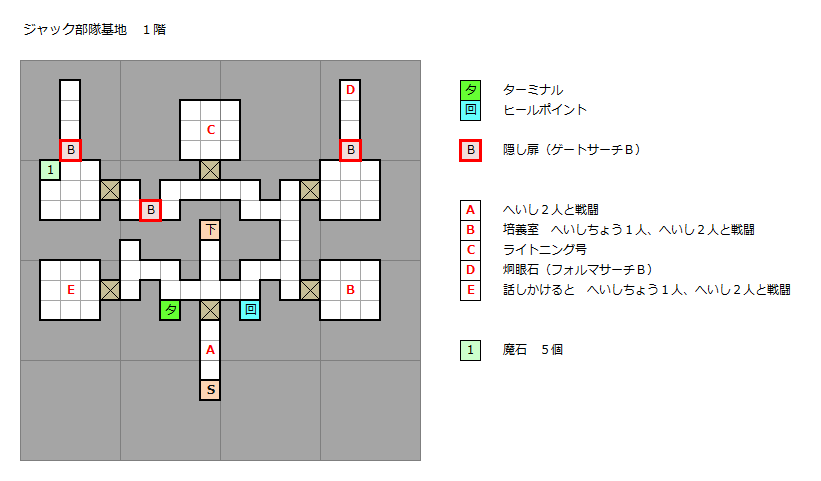 ジャック部隊基地　１階
D
タ ターミナル
回 ヒールポイント
C
B B
B 隠し扉（ゲートサーチＢ）
1
B
A へいし２人と戦闘
下
B 培養室　へいしちょう１人、へいし２人と戦闘
C ライトニング号
D 炯眼石（フォルマサーチＢ）
E B
E 話しかけると　へいしちょう１人、へいし２人と戦闘
タ 回
A
1 魔石　５個
S